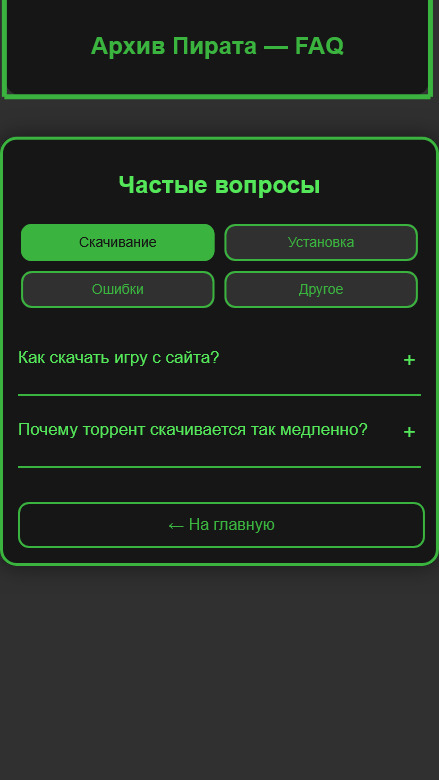 Архив Пирата — FAQ
Частые вопросы
Скачивание
Установка
Ошибки
Другое
Как скачать игру с сайта?
+
Почему торрент скачивается так медленно?
+
← На главную